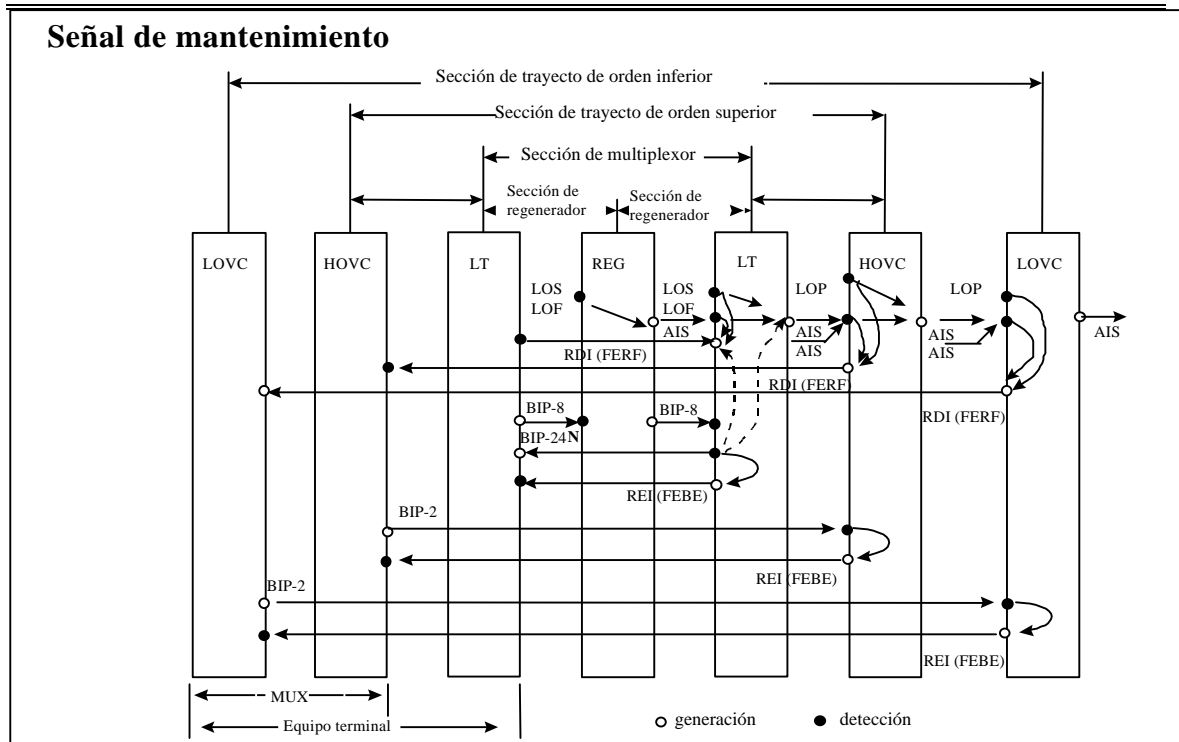 Señal de mantenimiento
Sección de trayecto de orden inferior
Sección de trayecto de orden superior
Sección de multiplexor
Sección de
regenerador
Sección de
regenerador
LOVC
HOVC
LT
REG
LT
HOVC
LOVC
LOS
LOF
LOS
LOF
AIS
LOP
AIS
AIS
LOP
AIS
AIS
AIS
RDI (FERF)
RDI (FERF)
RDI (FERF)
BIP-8
BIP-8
BIP-24N
REI (FEBE)
BIP-2
REI (FEBE)
BIP-2
REI (FEBE)
MUX
Equipo terminal
generación
detección